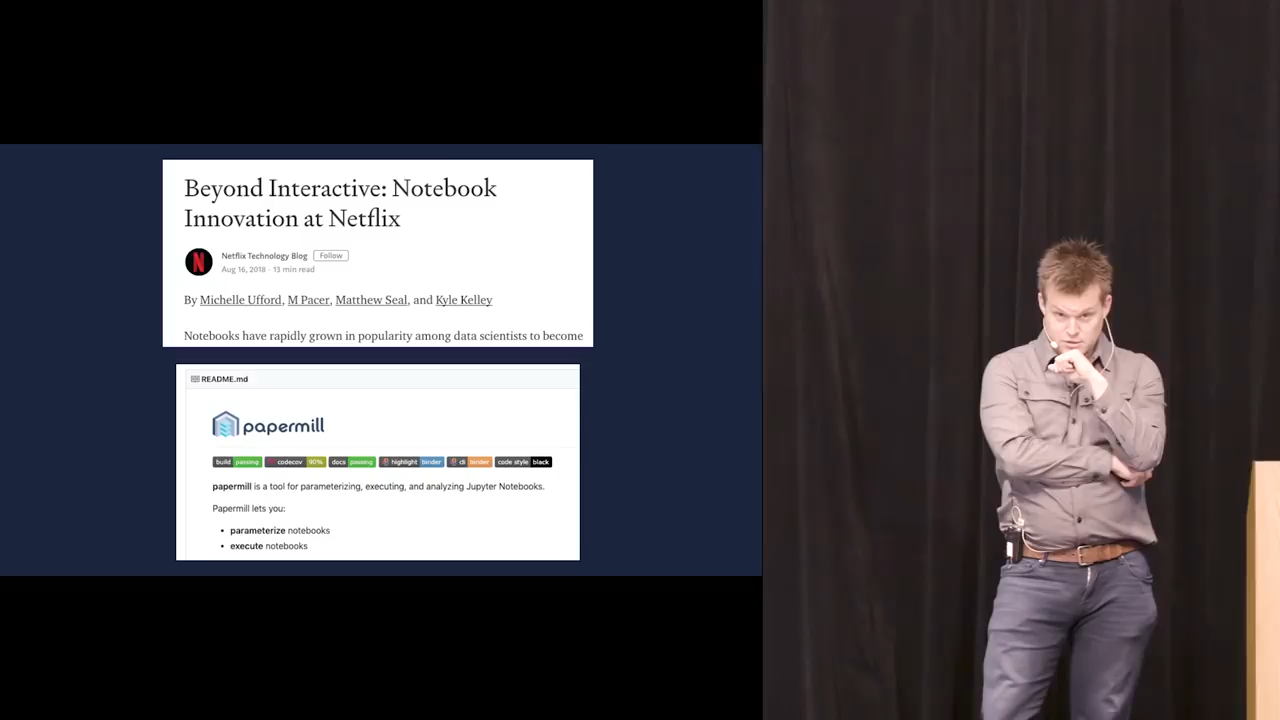 Beyond Interactive: Notebook
Innovation at Netflix
N
Netflix Technology Blog Follow
Aug 16, 2018 · 13 min read
By Michelle Ufford, M Pacer, Matthew Seal, and Kyle Kelley
Notebooks have rapidly grown in popularity among data scientists to become
README.md
papermill
build passing codecov 90% docs passing highlight binder cli binder code style black
papermill is a tool for parameterizing, executing, and analyzing Jupyter Notebooks.
Papermill lets you:
• parameterize notebooks
• execute notebooks